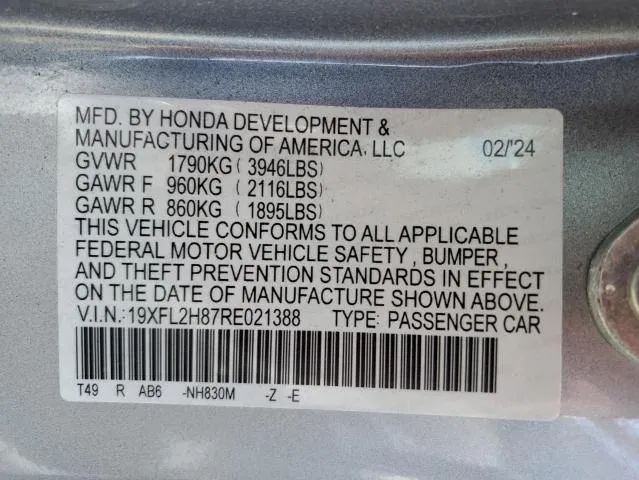 MFD. BY HONDA DEVELOPMENT &
MANUFACTURING OF AMERICA, LLC 02/'24
GVWR 1790KG ( 3946LBS)
GAWR F 960KG ( 2116LBS)
GAWR R 860KG ( 1895LBS)
THIS VEHICLE CONFORMS TO ALL APPLICABLE
FEDERAL MOTOR VEHICLE SAFETY, BUMPER,
AND THEFT PREVENTION STANDARDS IN EFFECT
ON THE DATE OF MANUFACTURE SHOWN ABOVE.
V.I.N.:19XFL2H87RE021388 TYPE: PASSENGER CAR
T49 R AB6 -NH830M -Z -E